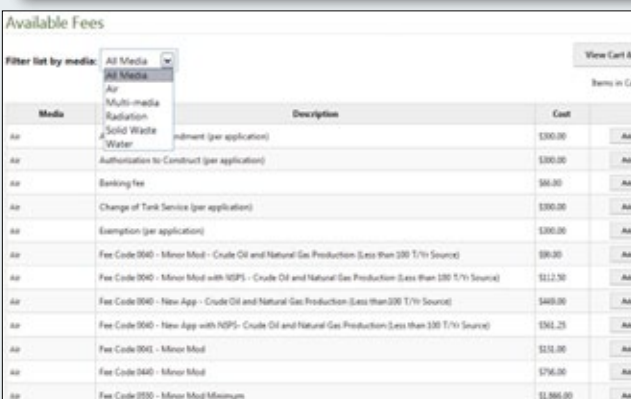 Available Fees
Filter list by media: All Media
View Cart &
All Media
Air
Multi-media
Radiation
Solid Waste
Water
Items in
Media Description Cost
Air (per application) $300.00
Air Authorization to Construct (per application) $300.00
Air Banking fee
Air Change of Tank Service (per application) $300.00
Air Exemption (per application) $300.00
Air Fee Code 0040 - Minor Mod - Crude Oil and Natural Gas Production (Less than 100 T/Yr Source) $90.00
Air Fee Code 0040 - Minor Mod with NSPS - Crude Oil and Natural Gas Production (Less than 100 T/Yr Source) $112.50
Air Fee Code 0040 - New App - Crude Oil and Natural Gas Production (Less than 100 T/Yr Source) $449.00
Air Fee Code 0040 - New App with NSPS- Crude Oil and Natural Gas Production (Less than 100 T/Yr Source) $561.25
Air Fee Code 0041 - Minor Mod
Air Fee Code 0440 - Minor Mod $756.00
Air Fee Code 0550 - Minor Mod Minimum